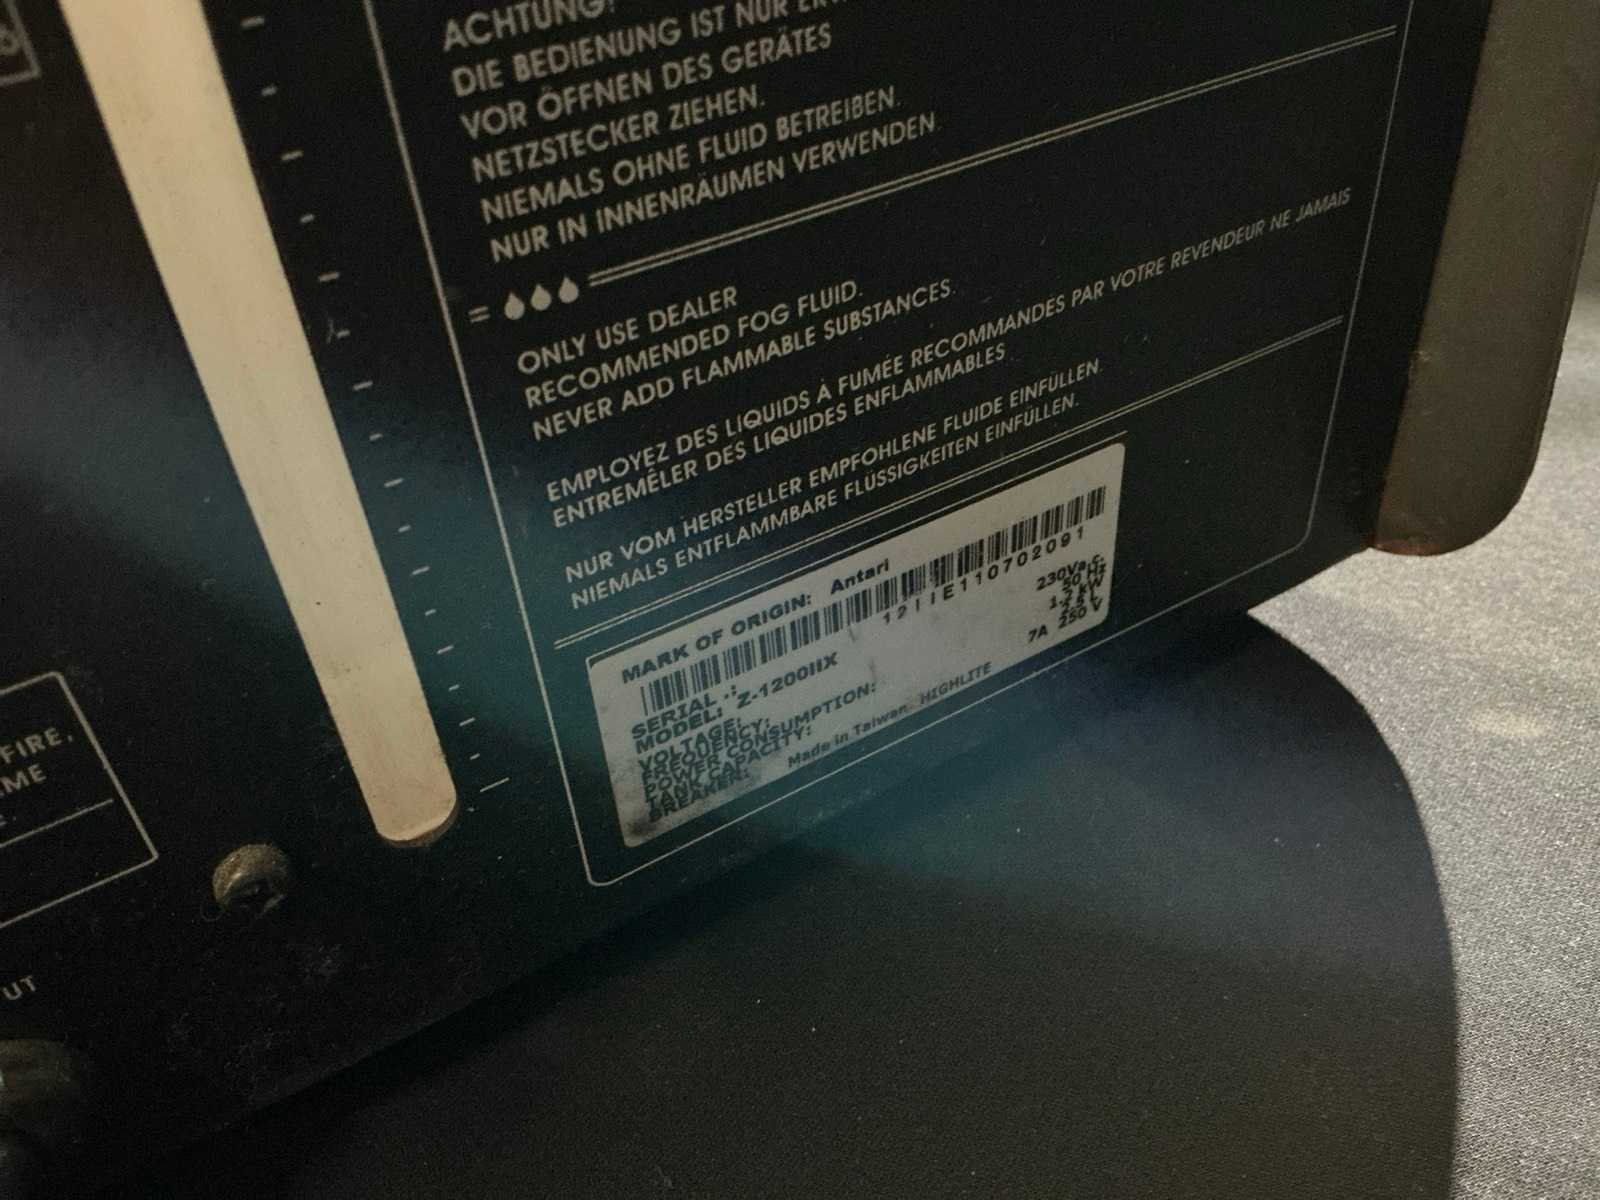 ACHTUNG!
DIE BEDIENUNG IST NUR
VOR ÖFFNEN DES GERÄTES
NETZSTECKER ZIEHEN.
NIEMALS OHNE FLUID BETREIBEN.
NUR IN INNENRÄUMEN VERWENDEN.
ONLY USE DEALER
RECOMMENDED FOG FLUID.
NEVER ADD FLAMMABLE SUBSTANCES.
EMPLOYEZ DES LIQUIDS À FUMÉE RECOMMANDES PAR VOTRE REVENDEUR NE JAMAIS
ENTREMÊLER DES LIQUIDES ENFLAMMABLES
NUR VOM HERSTELLER EMPFOHLENE FLUIDE EINFÜLLEN.
NIEMALS ENTFLAMMBARE FLÜSSIGKEITEN EINFÜLLEN.
MARK OF ORIGIN: Antari
SERIAL : 12IIE110702091
MODEL: Z-1200IIX
VOLTAGE: 230Va.c.
FREQUENCY: 50 Hz
POWER CONSUMPTION: kW
TANK CAPACITY: L
BREAKER: 7A 250 V
Made in Taiwan. HIGHLITE
FIRE.
UT